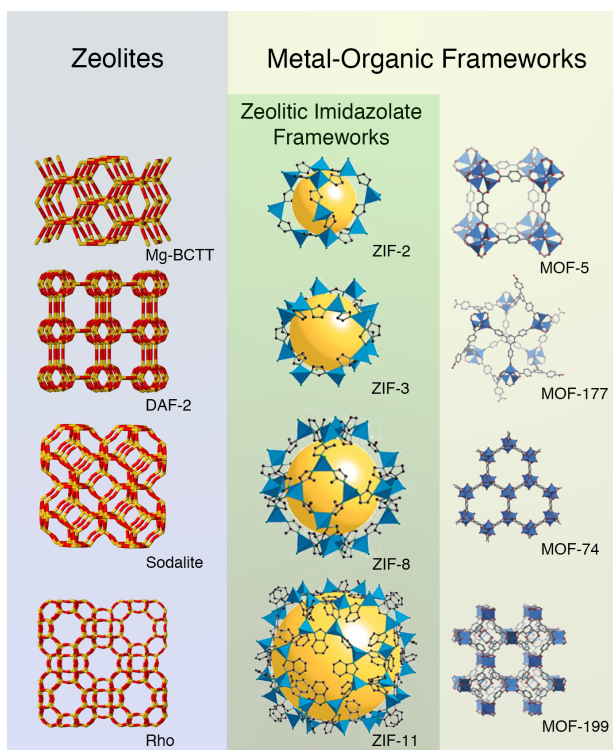 Zeolites
Metal-Organic Frameworks
Zeolitic Imidazolate
Frameworks
Mg-BCTT
ZIF-2
MOF-5
DAF-2
ZIF-3
MOF-177
Sodalite
ZIF-8
MOF-74
Rho
ZIF-11
MOF-199